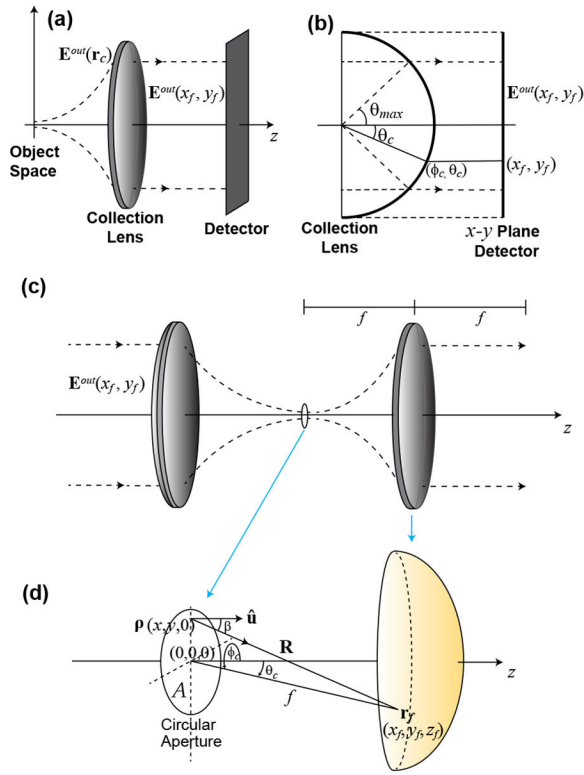 (a)
E^out(r_c)
E^out(x_f, y_f)
z
Object
Space
Collection
Lens
Detector
(b)
E^out(x_f, y_f)
θ_max
θ_c
(ϕ_c, θ_c)
(x_f, y_f)
Collection
Lens
x-y Plane
Detector
(c)
f
f
E^out(x_f, y_f)
z
(d)
ρ (x,y,0)
û
β
R
(0,0,0)
ϕ_c
θ_c
z
A
f
r_f
(x_f, y_f, z_f)
Circular
Aperture